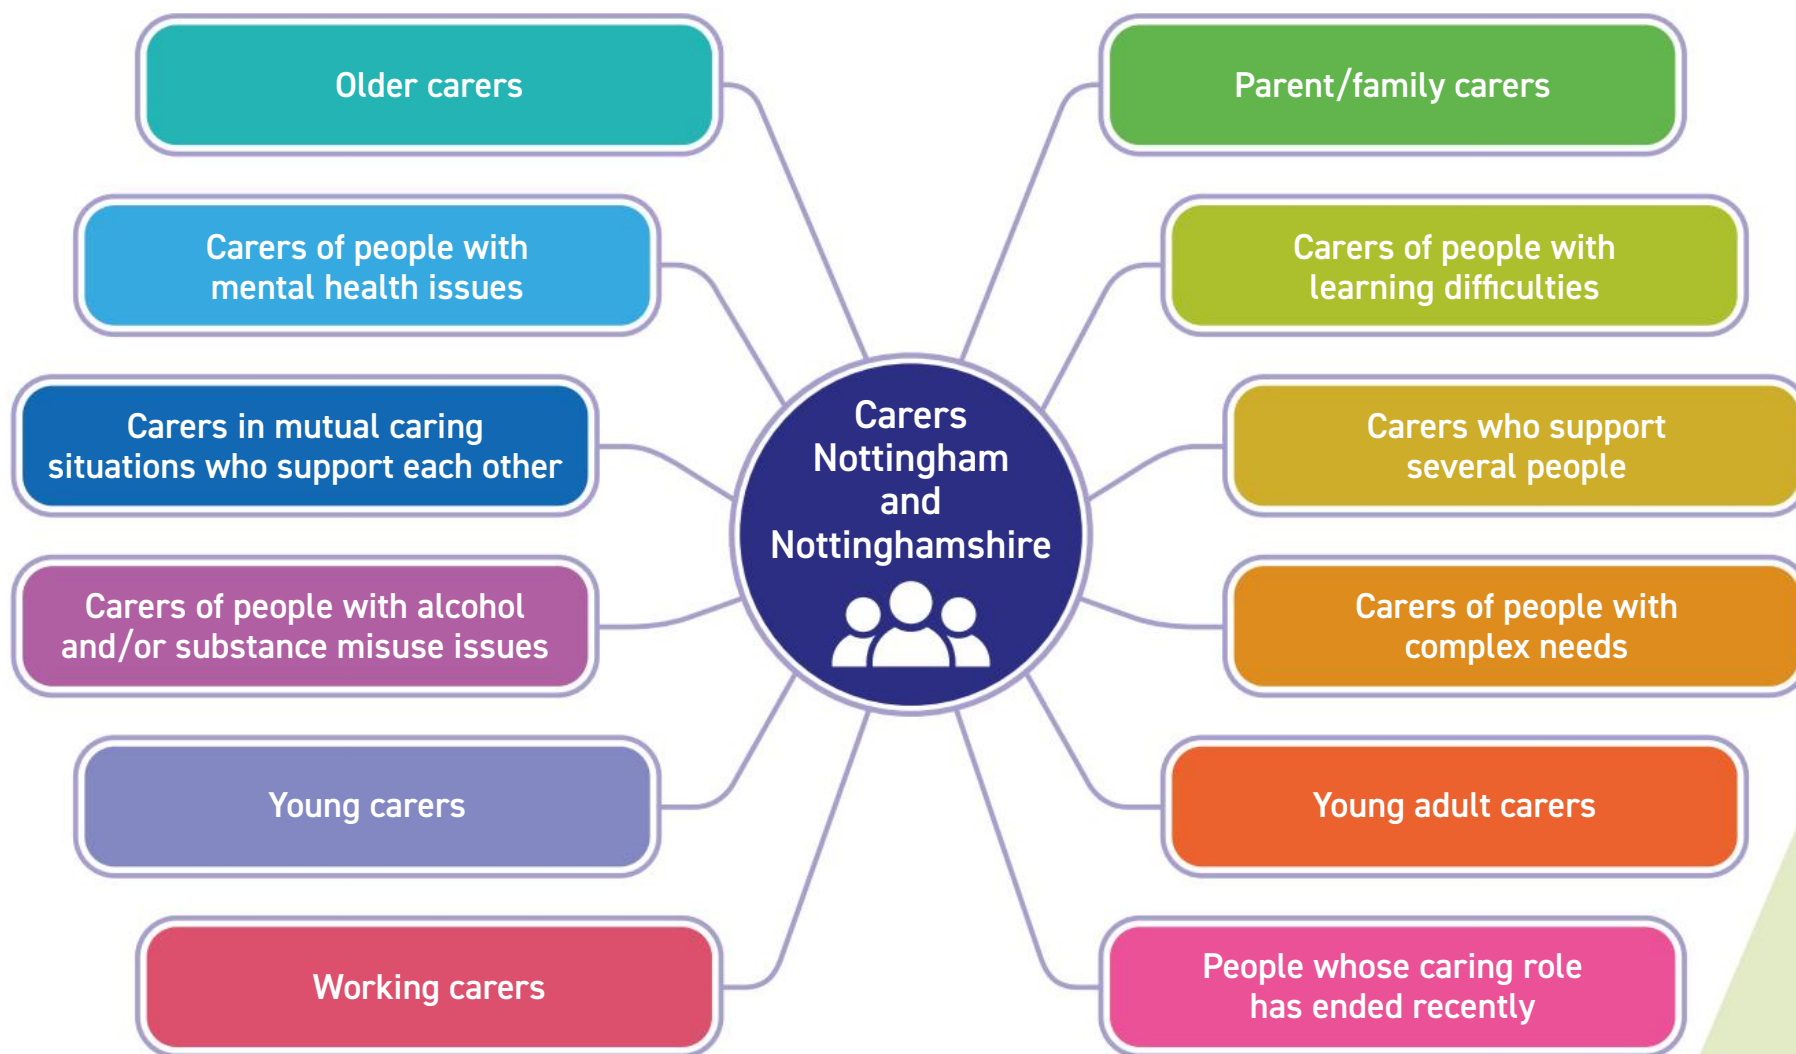 Older carers
Parent/family carers
Carers of people with
mental health issues
Carers of people with
learning difficulties
Carers in mutual caring
situations who support each other
Carers
Nottingham
and
Nottinghamshire
Carers who support
several people
Carers of people with alcohol
and/or substance misuse issues
Carers of people with
complex needs
Young carers
Young adult carers
Working carers
People whose caring role
has ended recently